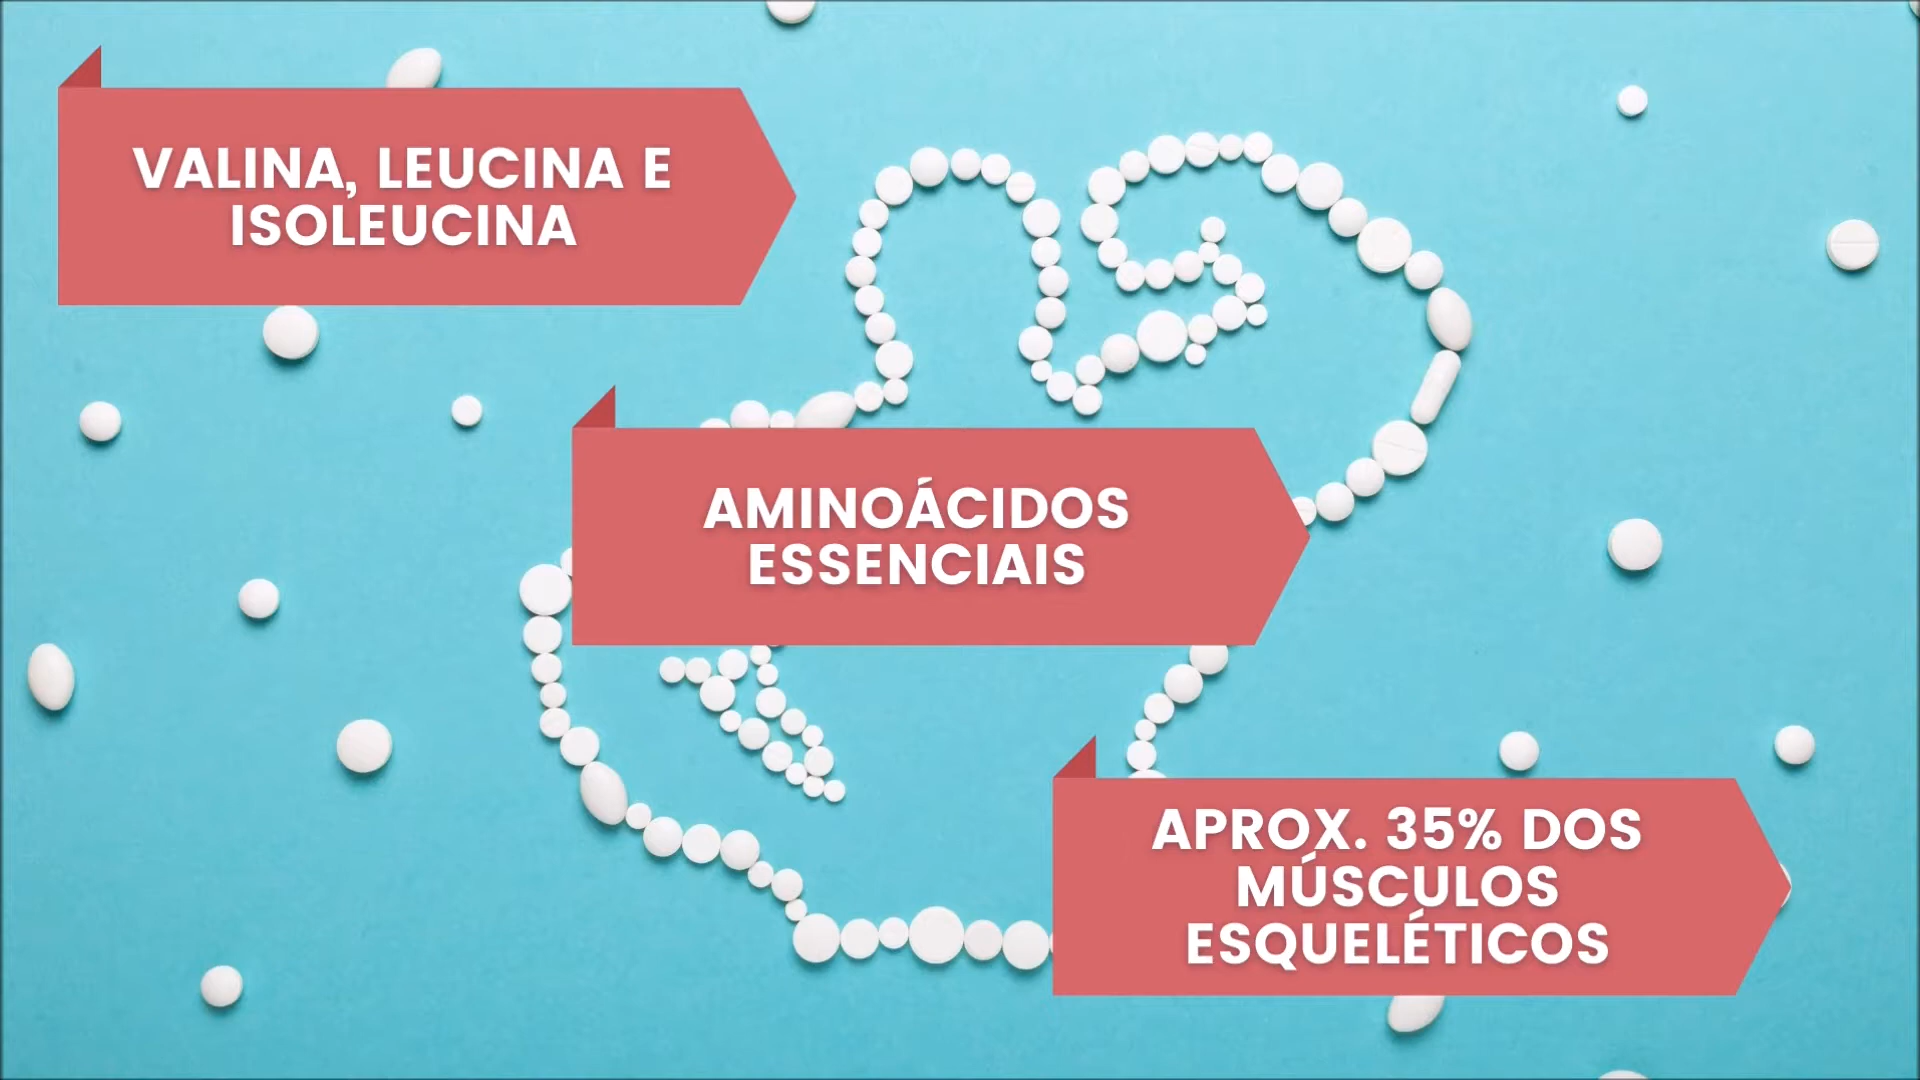 VALINA, LEUCINA E
ISOLEUCINA
AMINOÁCIDOS
ESSENCIAIS
APROX. 35% DOS
MÚSCULOS
ESQUELÉTICOS